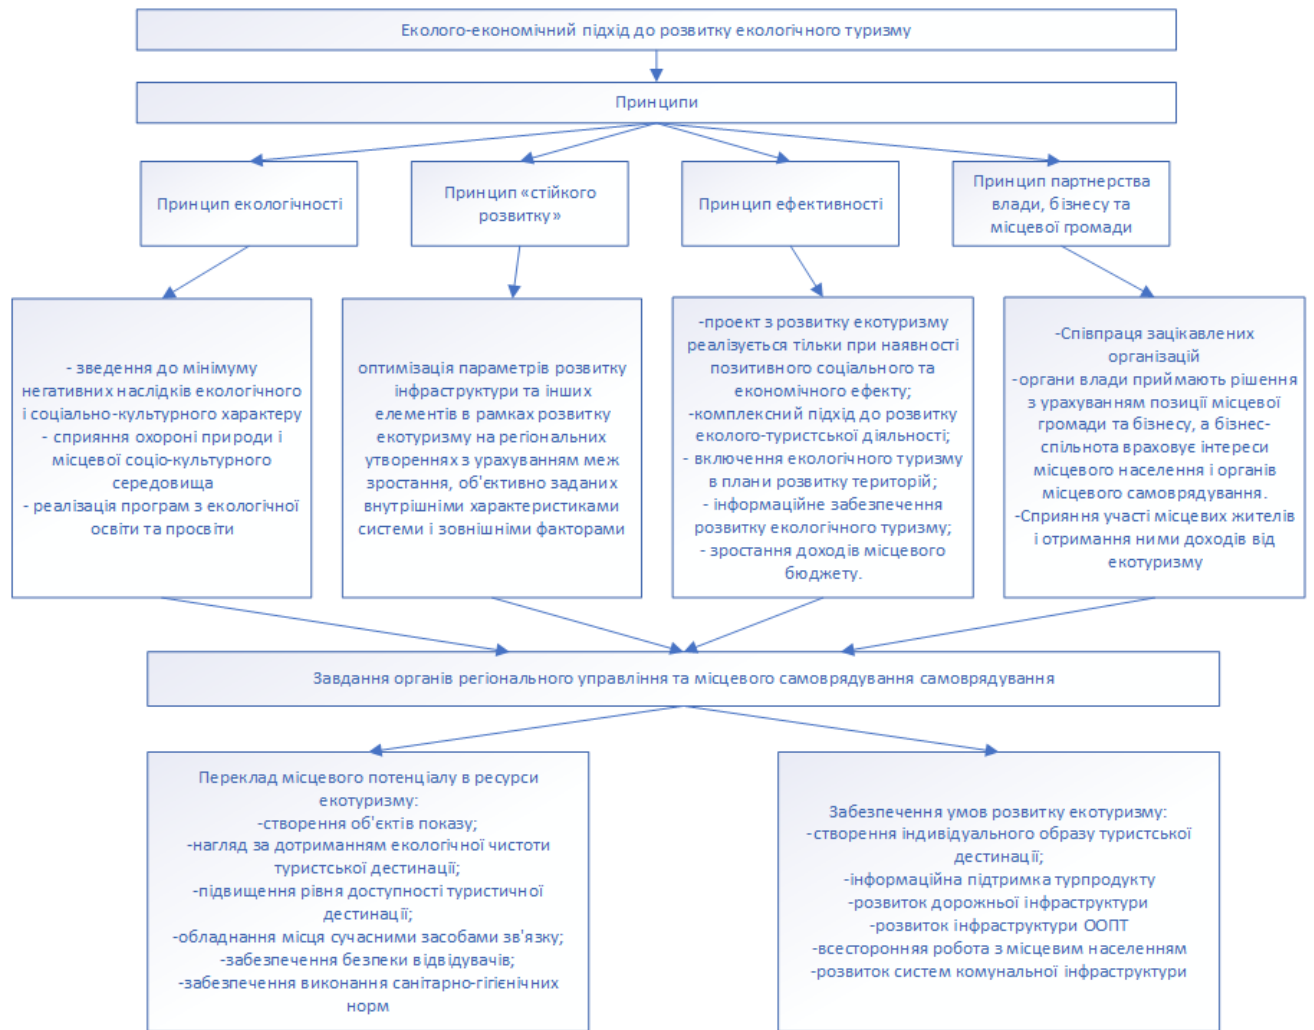 Еколого-економічний підхід до розвитку екологічного туризму
Принципи
Принцип екологічності
Принцип «стійкого
розвитку»
Принцип ефективності
Принцип партнерства
влади, бізнесу та
місцевої громади
- зведення до мінімуму
негативних наслідків екологічного
і соціально-культурного характеру
- сприяння охороні природи і
місцевої соціо-культурного
середовища
- реалізація програм з екологічної
освіти та просвіти
оптимізація параметрів розвитку
інфраструктури та інших
елементів в рамках розвитку
екотуризму на регіональних
утвореннях з урахуванням меж
зростання, об'єктивно заданих
внутрішніми характеристиками
системи і зовнішніми факторами
-проект з розвитку екотуризму
реалізується тільки при наявності
позитивного соціального та
економічного ефекту;
-комплексний підхід до розвитку
еколого-туристської діяльності;
- включення екологічного туризму
в плани розвитку територій;
- інформаційне забезпечення
розвитку екологічного туризму;
- зростання доходів місцевого
бюджету.
-Співпраця зацікавлених
організацій
-органи влади приймають рішення
з урахуванням позиції місцевої
громади та бізнесу, а бізнес-
спільнота враховує інтереси
місцевого населення і органів
місцевого самоврядування.
-Сприяння участі місцевих жителів
і отримання ними доходів від
екотуризму
Завдання органів регіонального управління та місцевого самоврядування самоврядування
Переклад місцевого потенціалу в ресурси
екотуризму:
-створення об'єктів показу;
-нагляд за дотриманням екологічної чистоти
туристської дестинації;
-підвищення рівня доступності туристичної
дестинації;
-обладнання місця сучасними засобами зв'язку;
-забезпечення безпеки відвідувачів;
-забезпечення виконання санітарно-гігієнічних
норм
Забезпечення умов розвитку екотуризму:
-створення індивідуального образу туристської
дестинації;
-інформаційна підтримка турпродукту
-розвиток дорожньої інфраструктури
-розвиток інфраструктури ООПТ
-всесторонняя робота з місцевим населенням
-розвиток систем комунальної інфраструктури